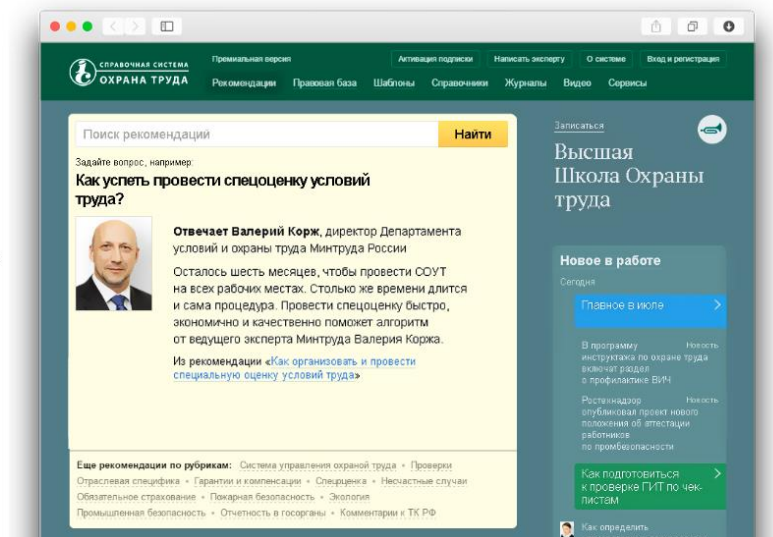 СПРАВОЧНАЯ СИСТЕМА
ОХРАНА ТРУДА
Премиальная версия
Активация подписки
Написать эксперту
О системе
Вход и регистрация
Рекомендации
Правовая база
Шаблоны
Справочники
Журналы
Видео
Сервисы
Поиск рекомендаций
Найти
Задайте вопрос, например:
Как успеть провести спецоценку условий
труда?
Отвечает Валерий Корж, директор Департамента
условий и охраны труда Минтруда России
Осталось шесть месяцев, чтобы провести СОУТ
на всех рабочих местах. Столько же времени длится
и сама процедура. Провести спецоценку быстро,
экономично и качественно поможет алгоритм
от ведущего эксперта Минтруда Валерия Коржа.
Из рекомендации «Как организовать и провести
специальную оценку условий труда»
Еще рекомендации по рубрикам: Система управления охраной труда • Проверки
Отраслевая специфика • Гарантии и компенсации • Спецоценка • Несчастные случаи
Обязательное страхование • Пожарная безопасность • Экология
Промышленная безопасность • Отчетность в госорганы • Комментарии к ТК РФ
Записаться
Высшая
Школа Охраны
труда
Новое в работе
Сегодня
Главное в июле
В программу Новость
инструктажа по охране труда
включат раздел
о профилактике ВИЧ
Ростехнадзор Новость
опубликовал проект нового
положения об аттестации
работников
по промбезопасности
Как подготовиться
к проверке ГИТ по чек-
листам
Как определить